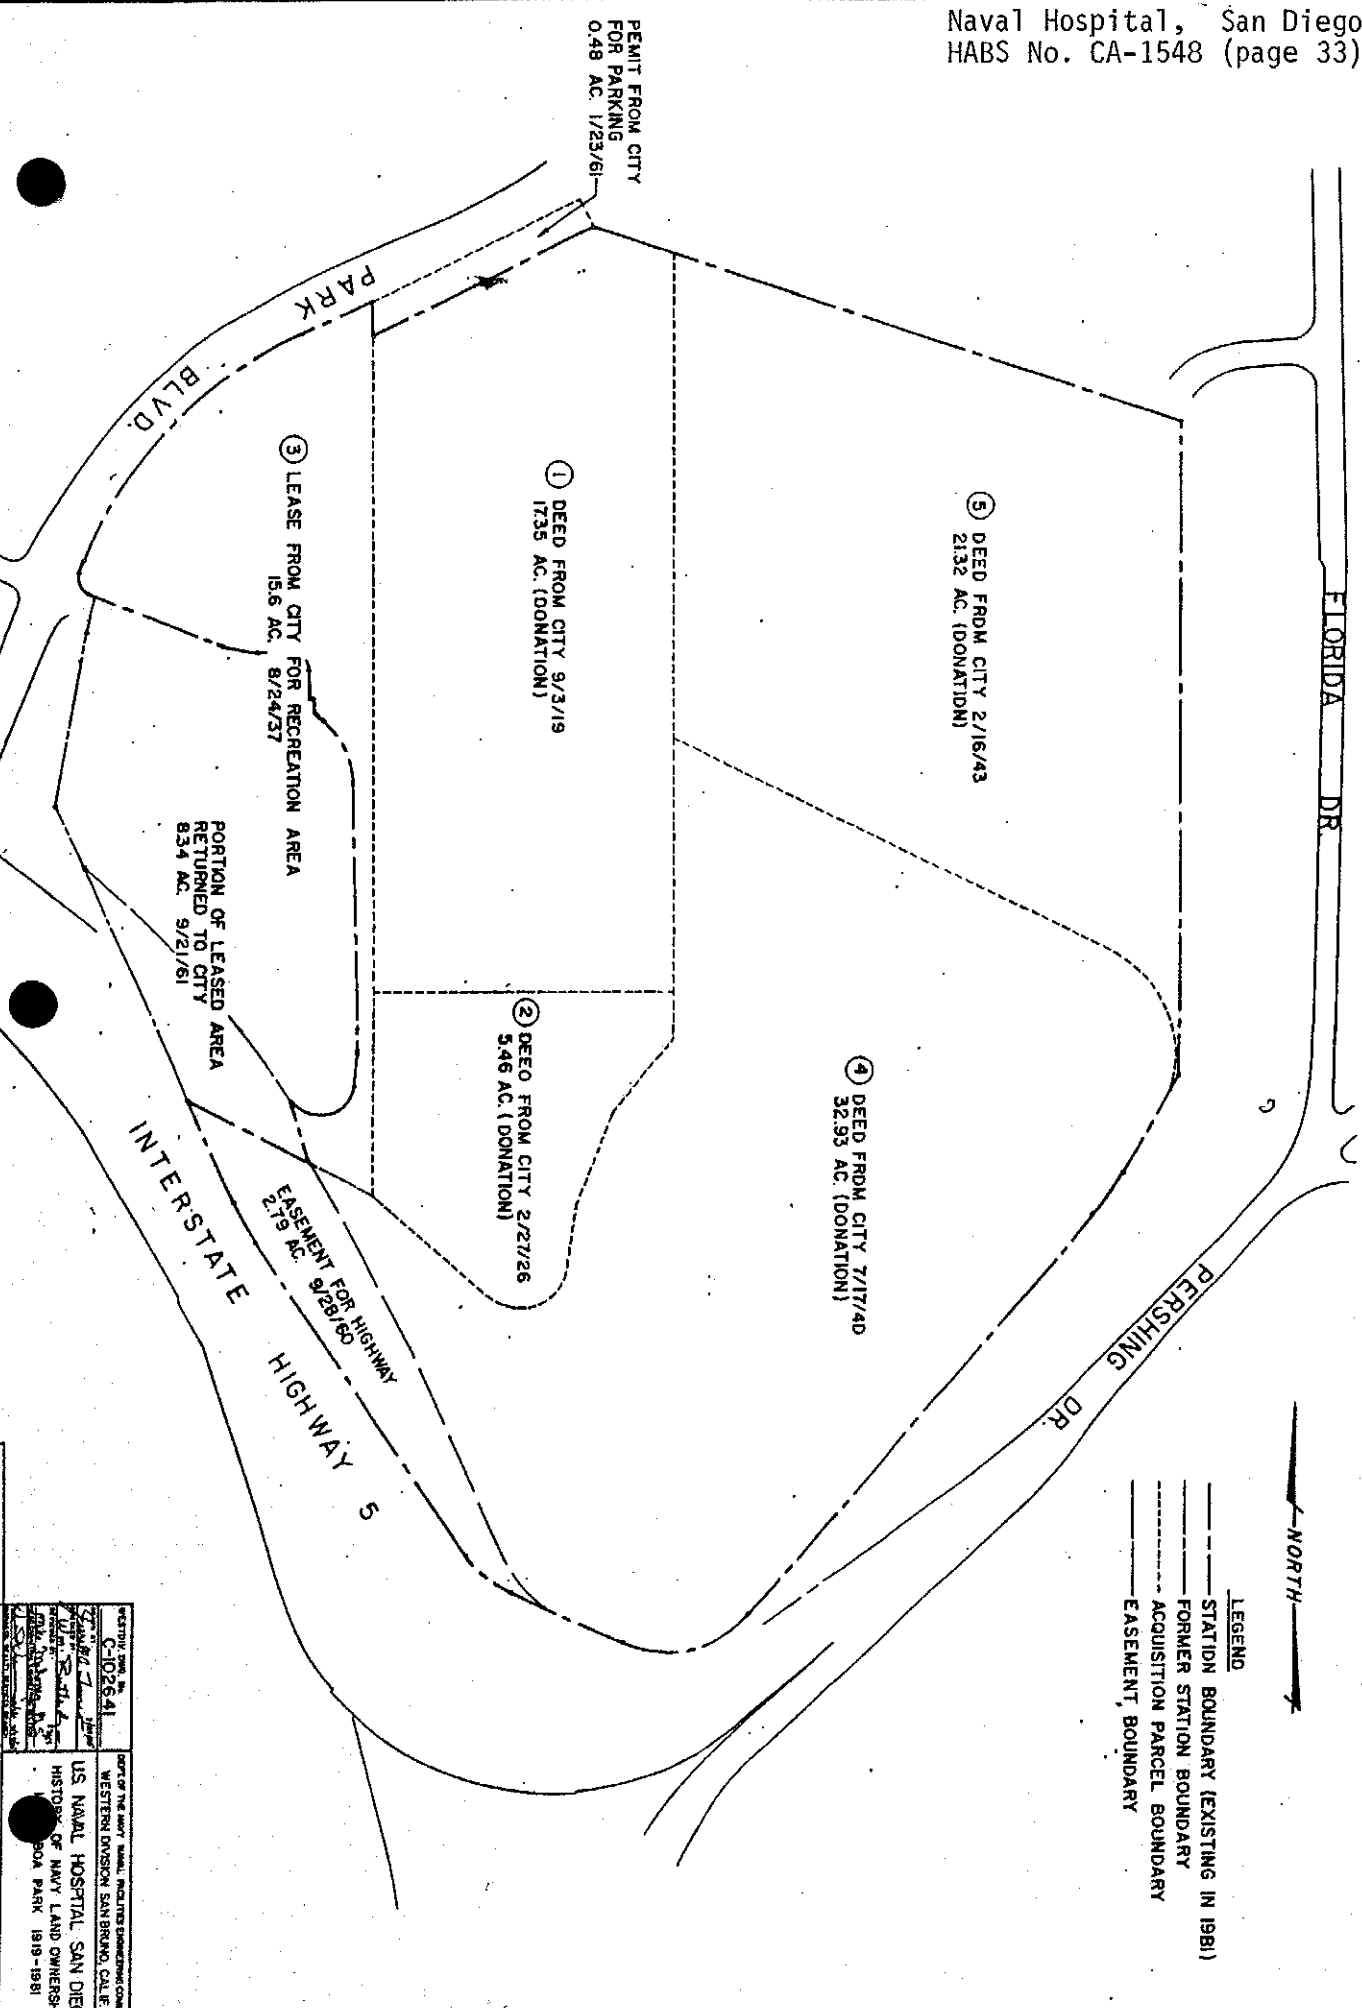 Naval Hospital, San Diego
HABS No. CA-1548 (page 33)
PEMIT FROM CITY
FOR PARKING
0.48 AC. 1/23/61
PARK BLVD.
FLORIDA DR.
5 DEED FROM CITY 2/16/43
21.32 AC. (DONATION)
1 DEED FROM CITY 9/3/19
17.35 AC. (DONATION)
3 LEASE FROM CITY FOR RECREATION AREA
15.6 AC. 8/24/37
PORTION OF LEASED AREA
RETURNED TO CITY
8.34 AC. 9/21/61
2 DEED FROM CITY 2/27/26
5.46 AC. (DONATION)
4 DEED FROM CITY 7/17/40
32.93 AC. (DONATION)
EASEMENT FOR HIGHWAY
2.79 AC. 9/28/60
INTERSTATE HIGHWAY 5
PERSHING DR.
NORTH
LEGEND
STATION BOUNDARY (EXISTING IN 1981)
FORMER STATION BOUNDARY
ACQUISITION PARCEL BOUNDARY
EASEMENT BOUNDARY
C-102641
WESTERN DIVISION SAN BRUNO, CALIF.
U.S. NAVAL HOSPITAL SAN
HISTORY OF NAVY LAND
PARK 1919-1981